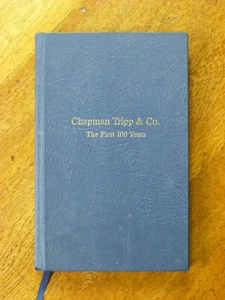 Chapman Tripp & Co.
The First 100 Years